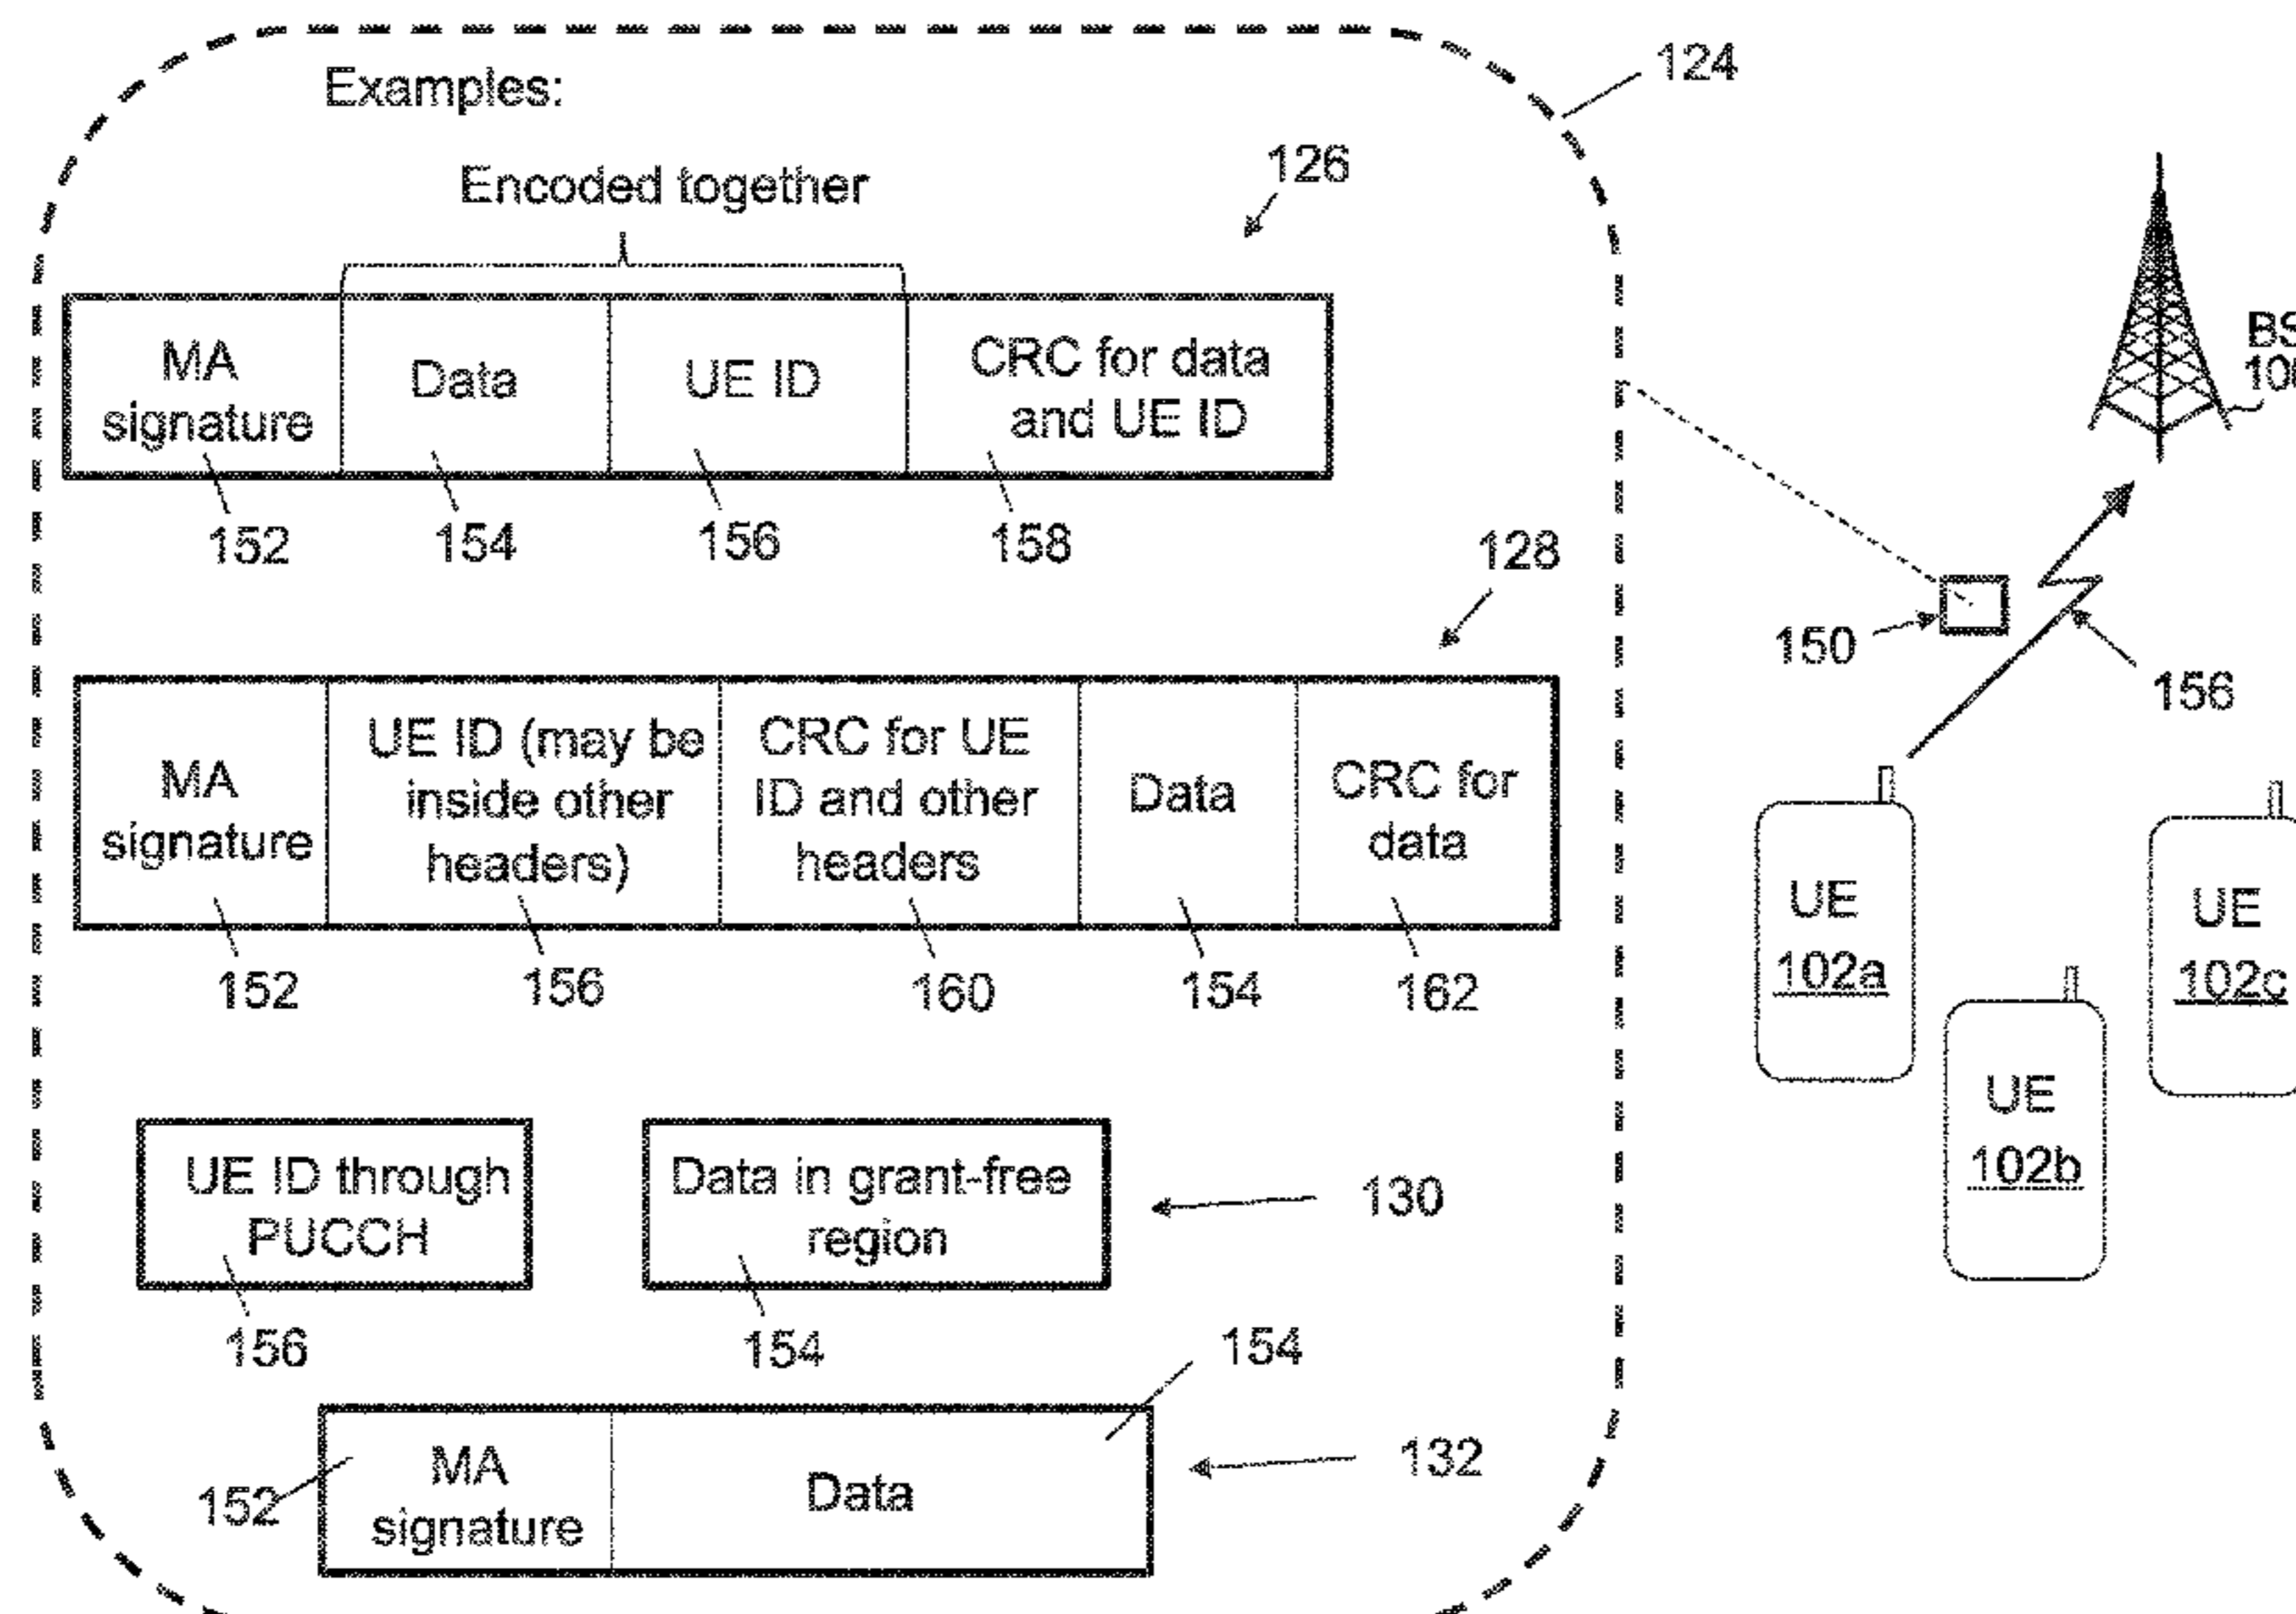 Examples:
124
126
Encoded together
MA
signature
Data
UE ID
CRC for data
and UE ID
152
154
156
158
128
MA
signature
UE ID (may be
inside other
headers)
CRC for UE
ID and other
headers
Data
CRC for
data
152
156
160
154
162
UE ID through
PUCCH
Data in grant-free
region
130
156
154
154
MA
signature
Data
152
132
BS
150
156
UE
102a
UE
102b
UE
102c